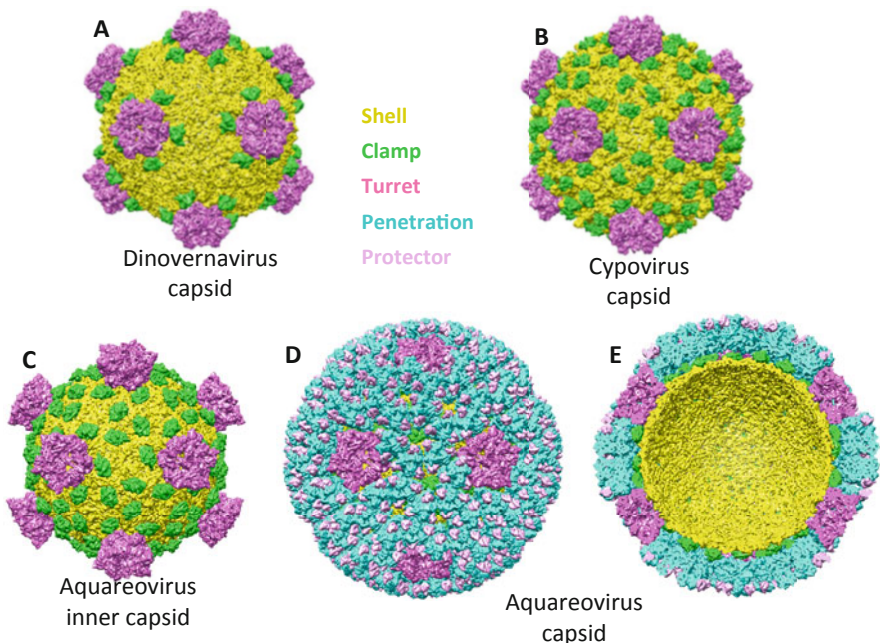 A
B
Shell
Clamp
Turret
Penetration
Protector
Dinovernavirus
capsid
Cypovirus
capsid
C
D
E
Aquareovirus
inner capsid
Aquareovirus
capsid